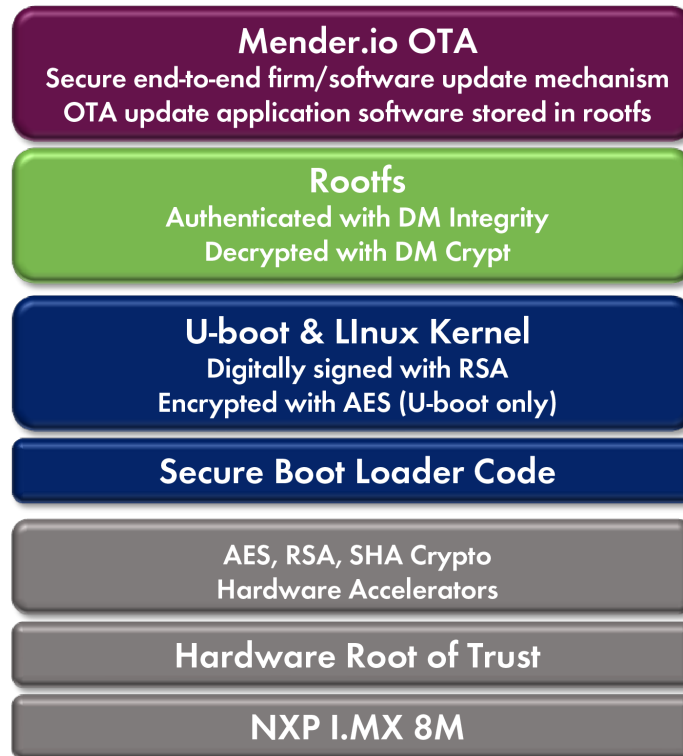 Mender.io OTA
Secure end-to-end firm/software update mechanism
OTA update application software stored in rootfs
Rootfs
Authenticated with DM Integrity
Decrypted with DM Crypt
U-boot & LInux Kernel
Digitally signed with RSA
Encrypted with AES (U-boot only)
Secure Boot Loader Code
AES, RSA, SHA Crypto
Hardware Accelerators
Hardware Root of Trust
NXP I.MX 8M